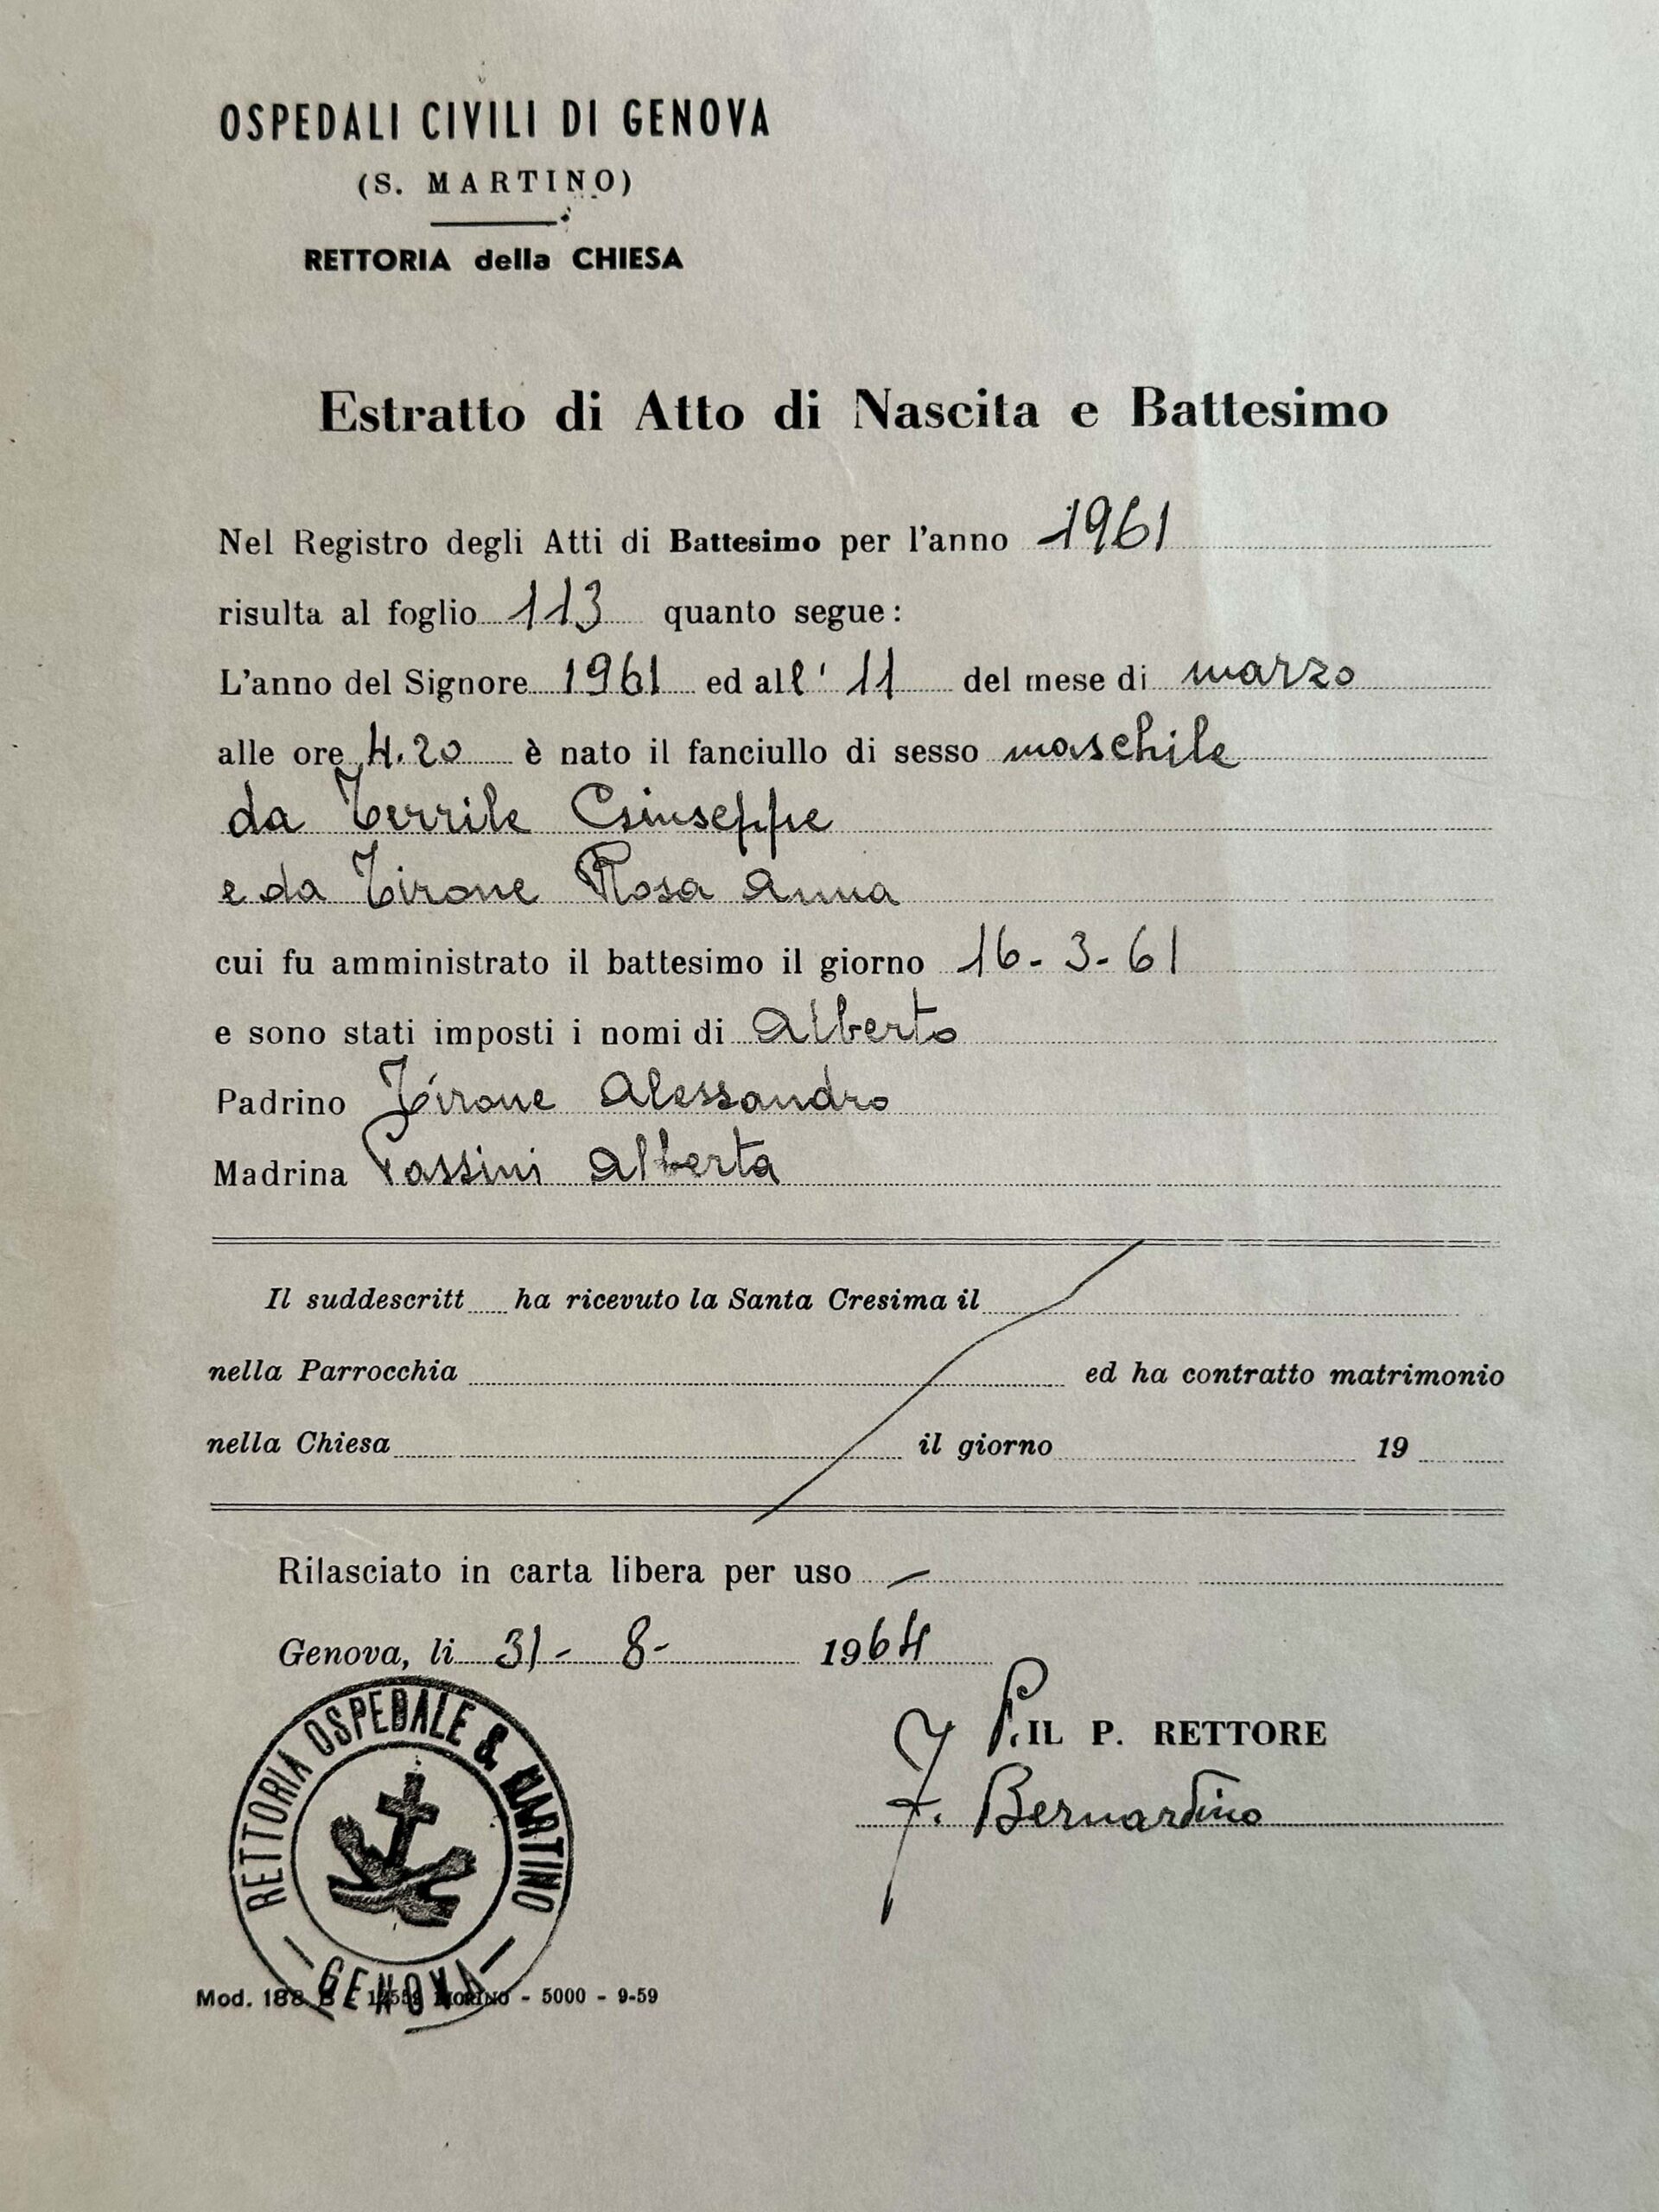 OSPEDALI CIVILI DI GENOVA
(S. MARTINO)
RETTORIA della CHIESA
Estratto di Atto di Nascita e Battesimo
Nel Registro degli Atti di Battesimo per l'anno 1961
risulta al foglio 113 quanto segue:
L'anno del Signore 1961 ed all' 11 del mese di marzo
alle ore 4.20 è nato il fanciullo di sesso maschile
da Terrile Giuseppe
e da Tirone Rosa Anna
cui fu amministrato il battesimo il giorno 16-3-61
e sono stati imposti i nomi di Alberto
Padrino Tirone Alessandro
Madrina Passini Alberta
Il suddescritt ha ricevuto la Santa Cresima il
nella Parrocchia ed ha contratto matrimonio
nella Chiesa il giorno 19
Rilasciato in carta libera per uso –
Genova, li 31-8- 1964
P. IL P. RETTORE
F. Bernardino
RETTORIA OSPEDALE S. MARTINO
– GENOVA –
Mod. 188 - 5000 - 9-59